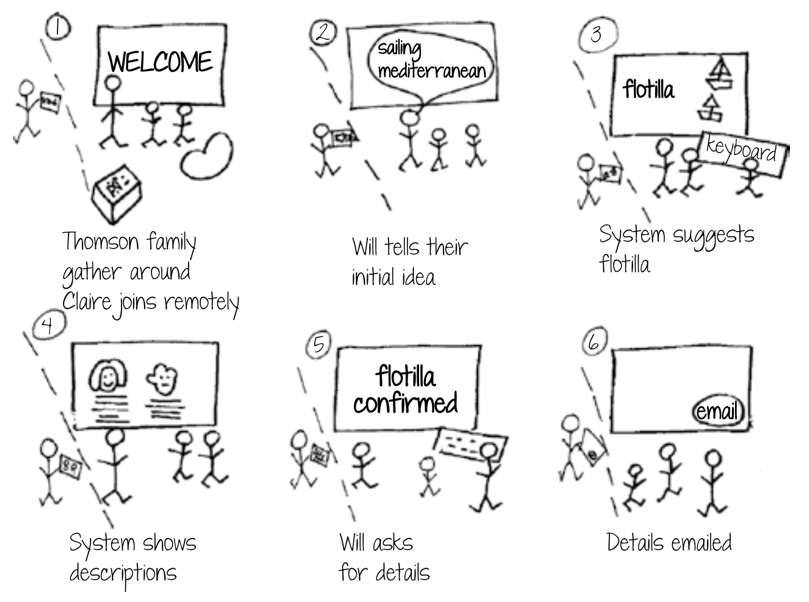 1
WELCOME
Thomson family
gather around
Claire joins remotely
2
sailing
mediterranean
Will tells their
initial idea
3
flotilla
keyboard
System suggests
flotilla
4
System shows
descriptions
5
flotilla
confirmed
Will asks
for details
6
email
Details emailed